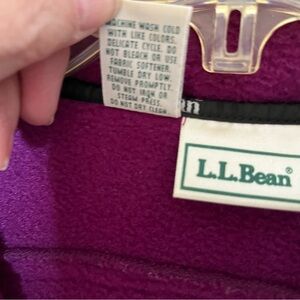 MACHINE WASH COLD
WITH LIKE COLORS.
DELICATE CYCLE. DO
NOT BLEACH OR USE
FABRIC SOFTENER.
TUMBLE DRY LOW.
REMOVE PROMPTLY.
DO NOT IRON OR
STEAM PRESS.
DO NOT DRY CLEAN.
L.L.Bean®